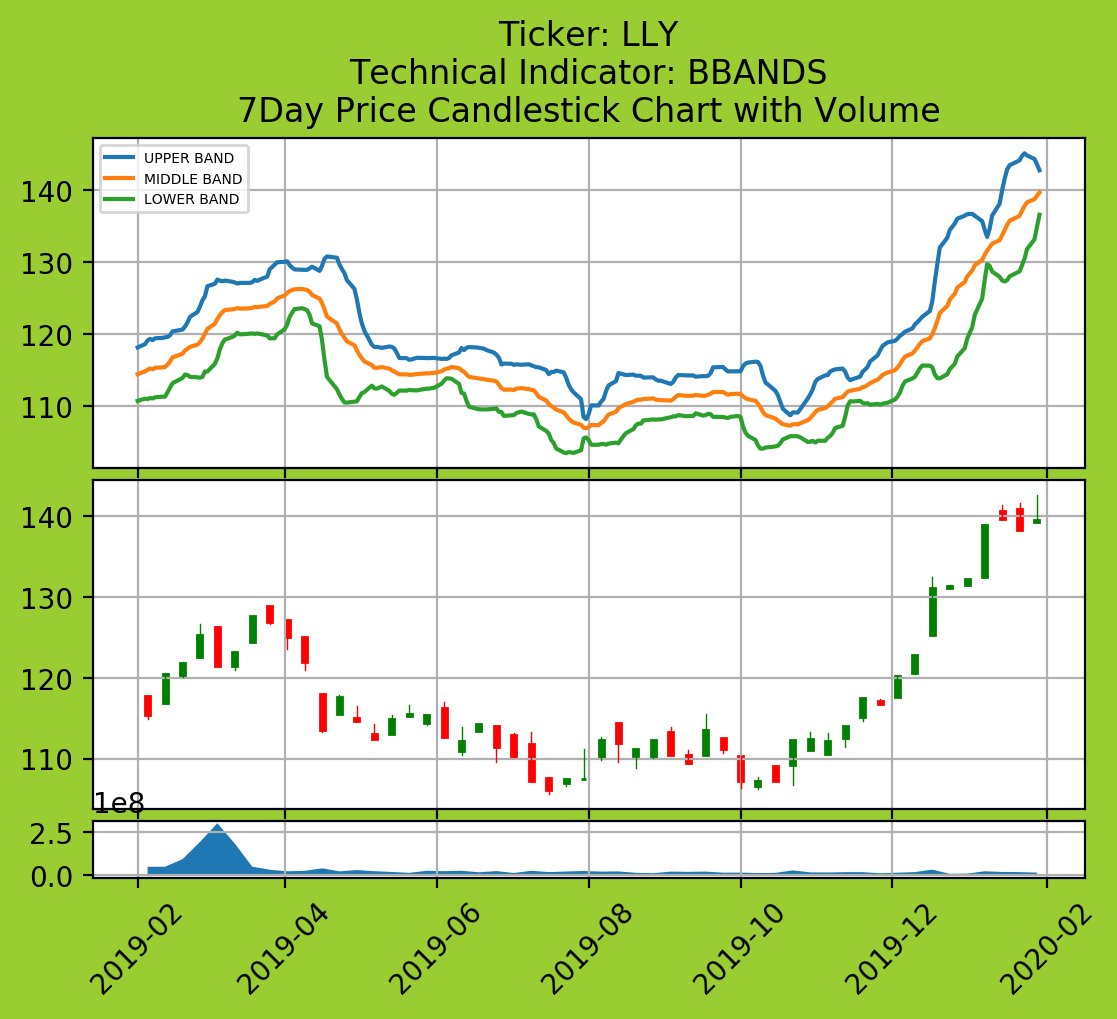 Ticker: LLY
Technical Indicator: BBANDS
7Day Price Candlestick Chart with Volume
UPPER BAND
MIDDLE BAND
LOWER BAND
140
130
120
110
140
130
120
110
1e8
2.5
0.0
2019-02
2019-04
2019-06
2019-08
2019-10
2019-12
2020-02